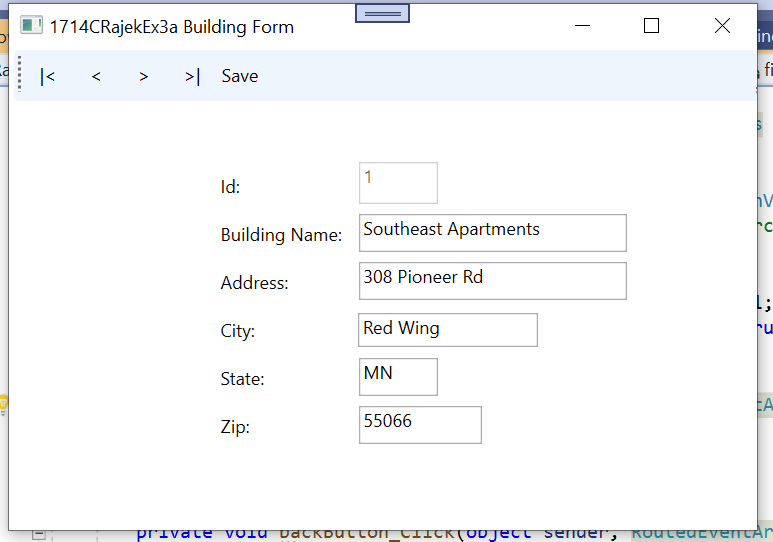 1714CRajekEx3a Building Form
|< < > >| Save
Id: 1
Building Name: Southeast Apartments
Address: 308 Pioneer Rd
City: Red Wing
State: MN
Zip: 55066
private void backButton_Click(object sender, RoutedEventAr